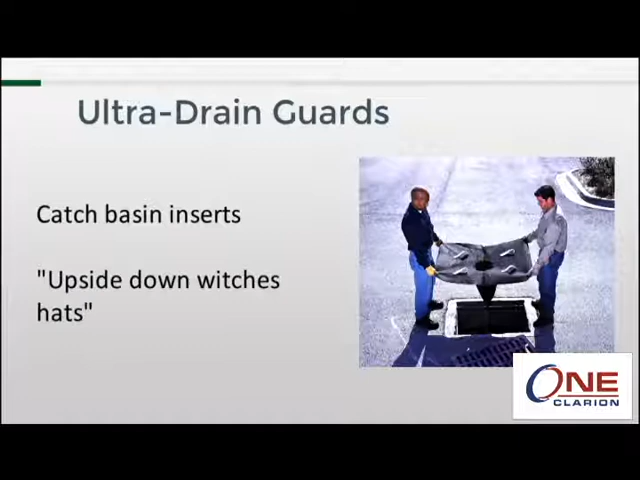 Ultra-Drain Guards
Catch basin inserts
"Upside down witches
hats"
ONE
CLARION